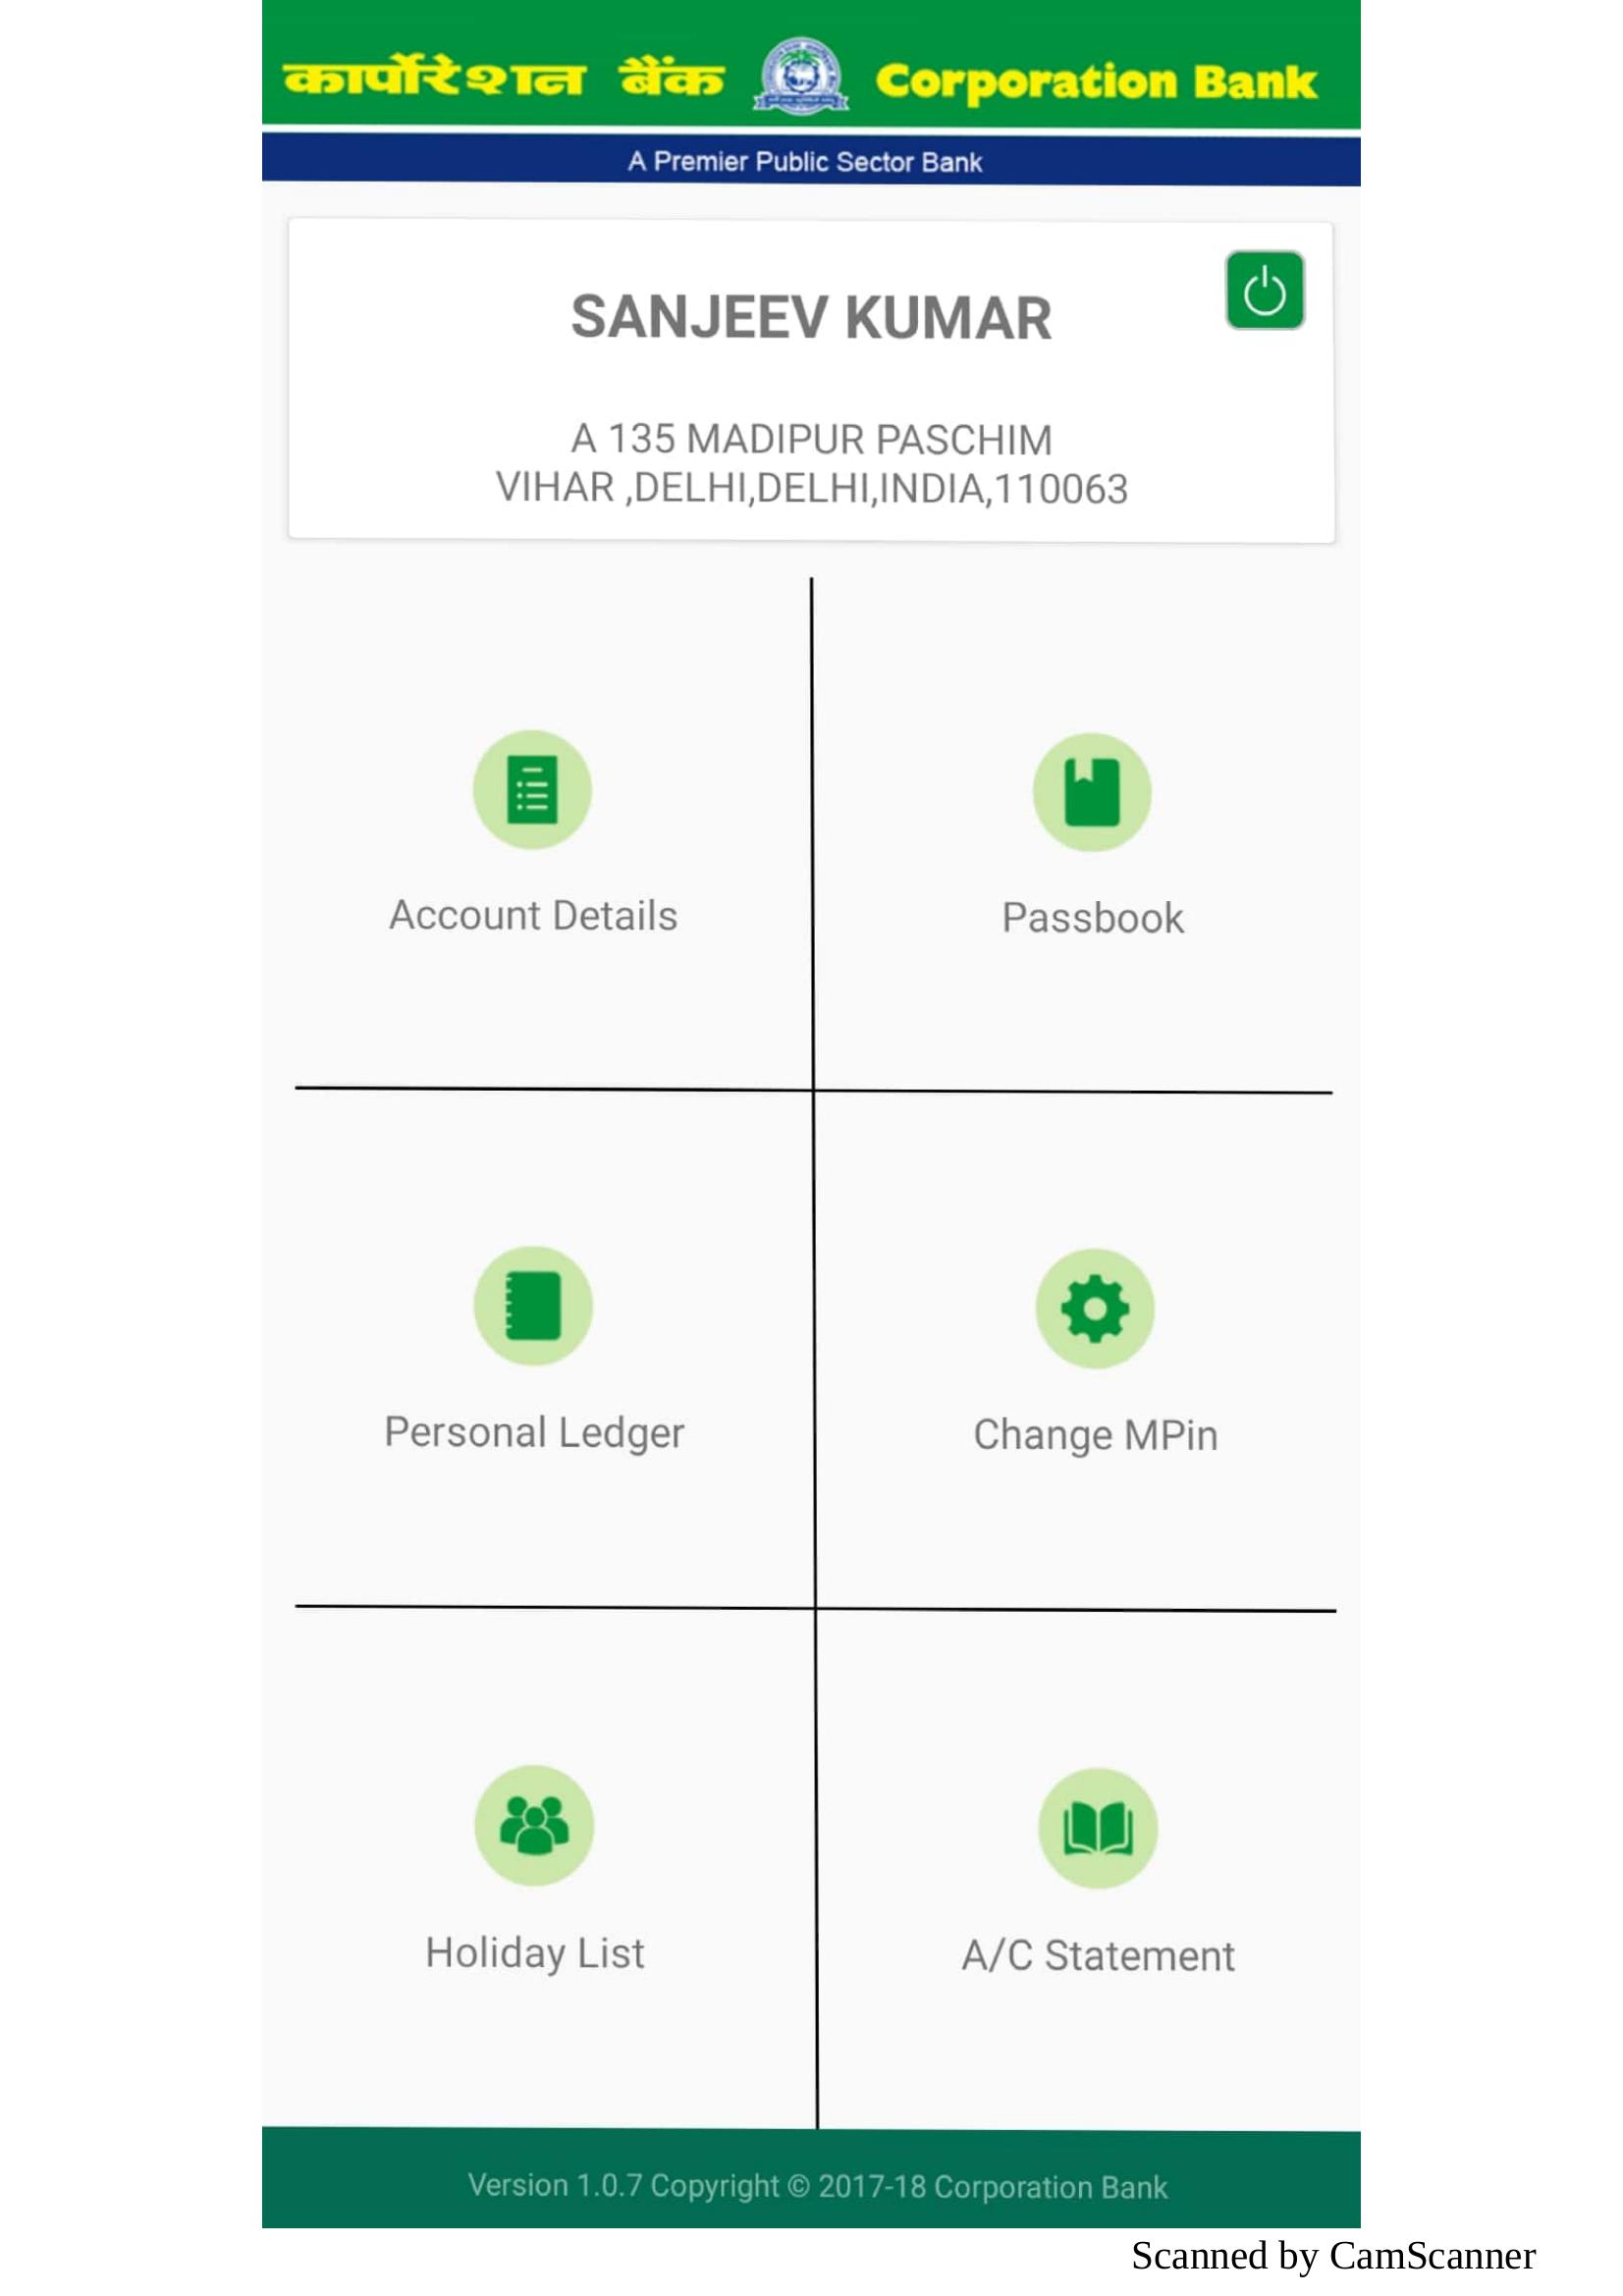 कार्पोरेशन बैंक Corporation Bank
A Premier Public Sector Bank
SANJEEV KUMAR
A 135 MADIPUR PASCHIM
VIHAR ,DELHI,DELHI,INDIA,110063
Account Details
Passbook
Personal Ledger
Change MPin
Holiday List
A/C Statement
Version 1.0.7 Copyright © 2017-18 Corporation Bank
Scanned by CamScanner